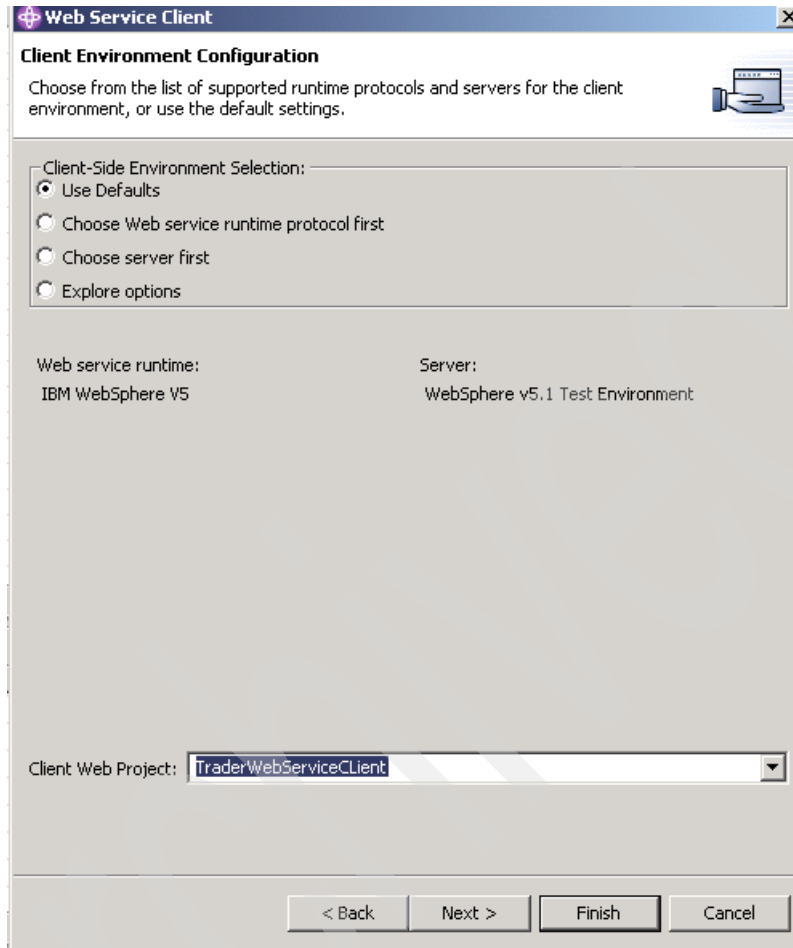 Web Service Client
Client Environment Configuration
Choose from the list of supported runtime protocols and servers for the client
environment, or use the default settings.
Client-Side Environment Selection:
Use Defaults
Choose Web service runtime protocol first
Choose server first
Explore options
Web service runtime: Server:
IBM WebSphere V5 WebSphere v5.1 Test Environment
Client Web Project: TraderWebServiceCLient
< Back Next > Finish Cancel